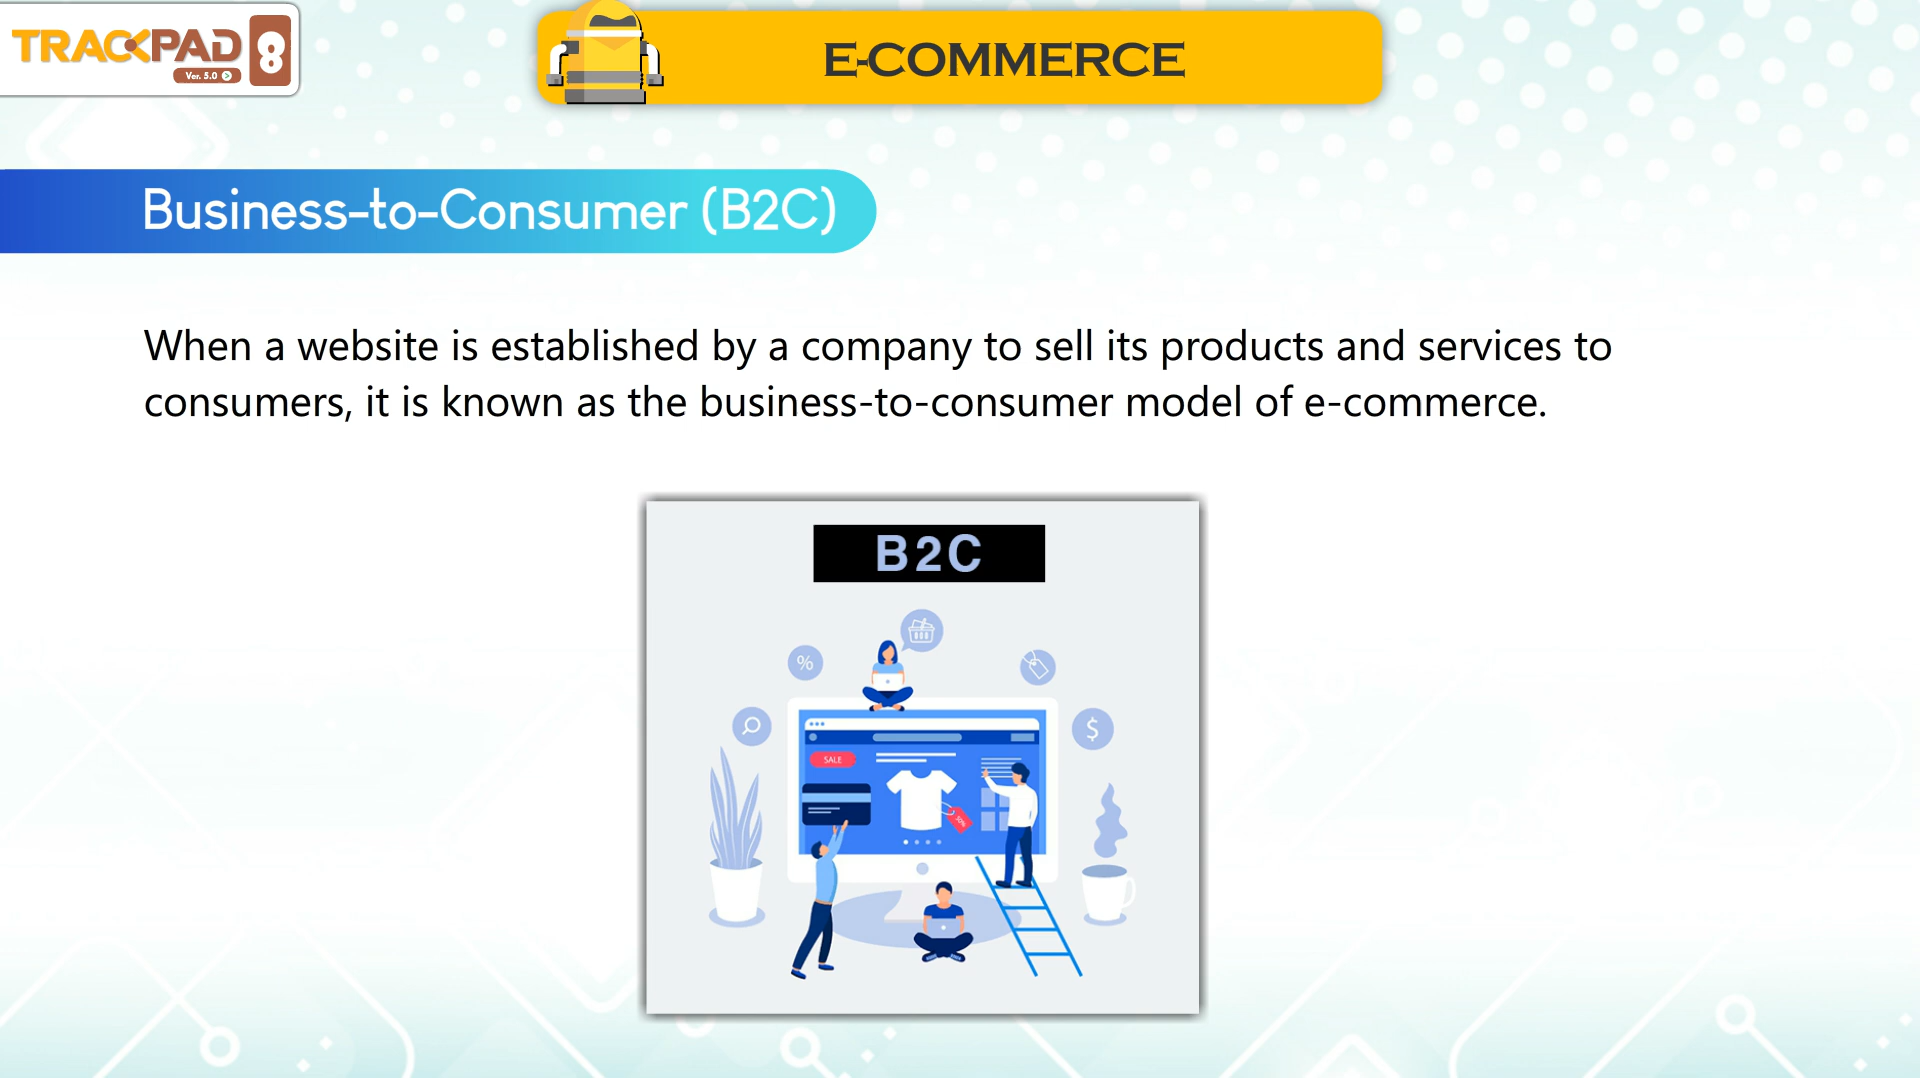 TRACKPAD 8
Ver. 5.0
E-COMMERCE
Business-to-Consumer (B2C)
When a website is established by a company to sell its products and services to
consumers, it is known as the business-to-consumer model of e-commerce.
B2C
%
$
SALE
50%